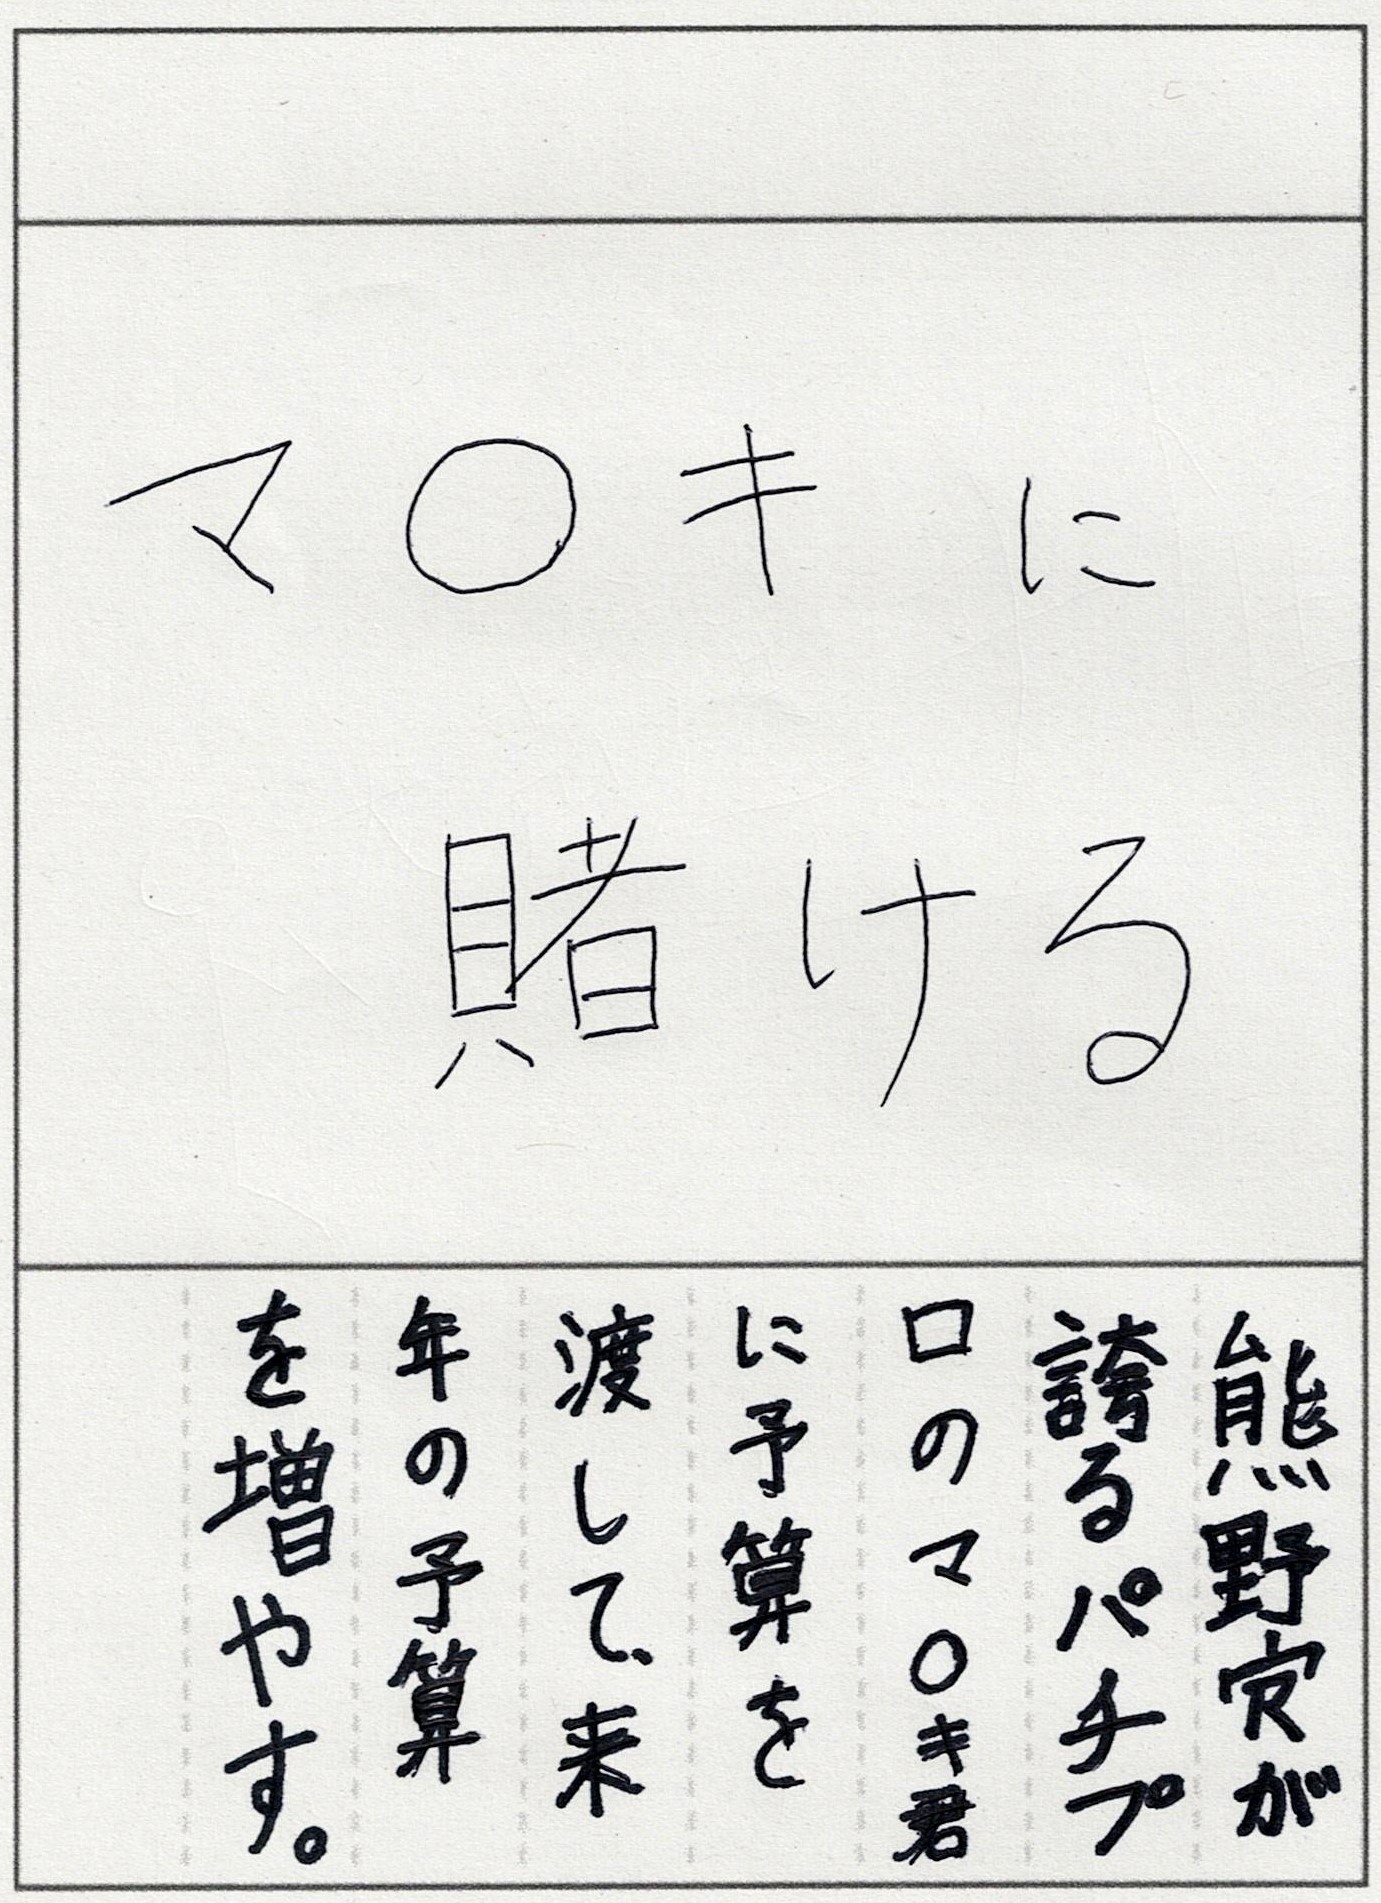 マ〇キに
賭ける
熊野寮が
誇るパチプ
ロのマ〇キ君
に予算を
渡して、来
年の予算
を増やす。